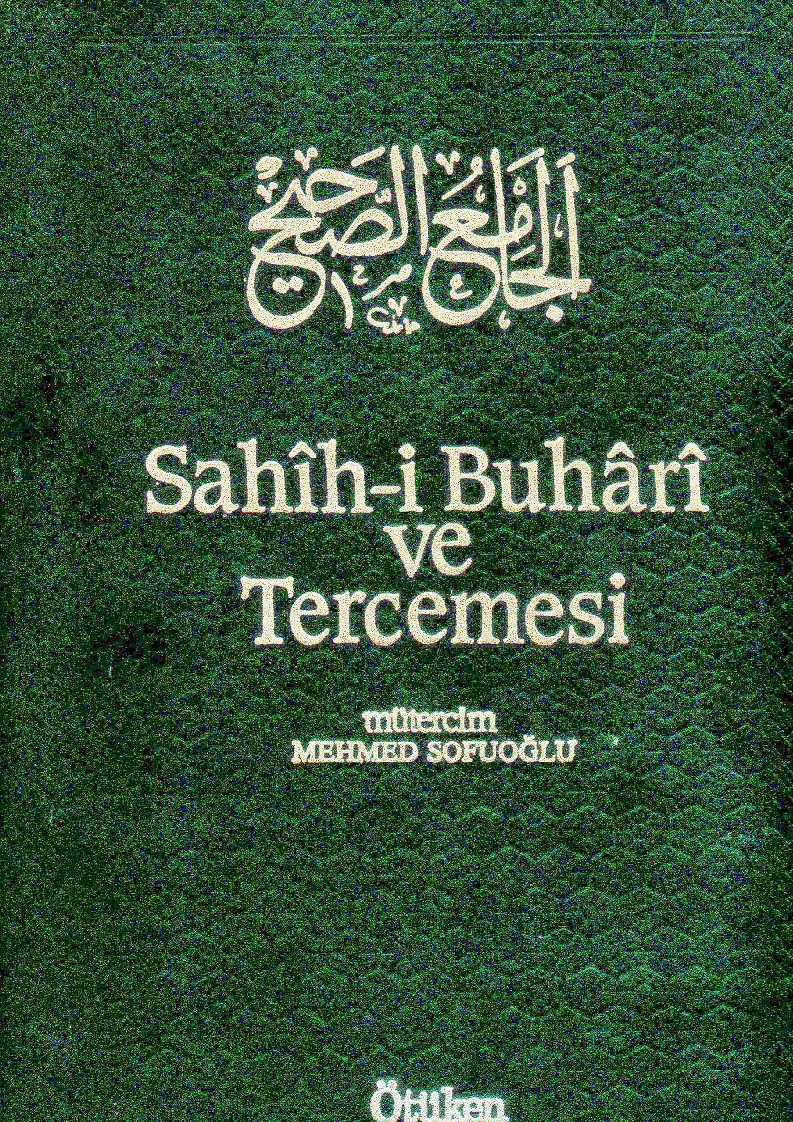 الجامع الصحيح
Sahîh-i Buhârî
ve
Tercemesi
mütercim
MEHMED SOFUOĞLU
Ötüken